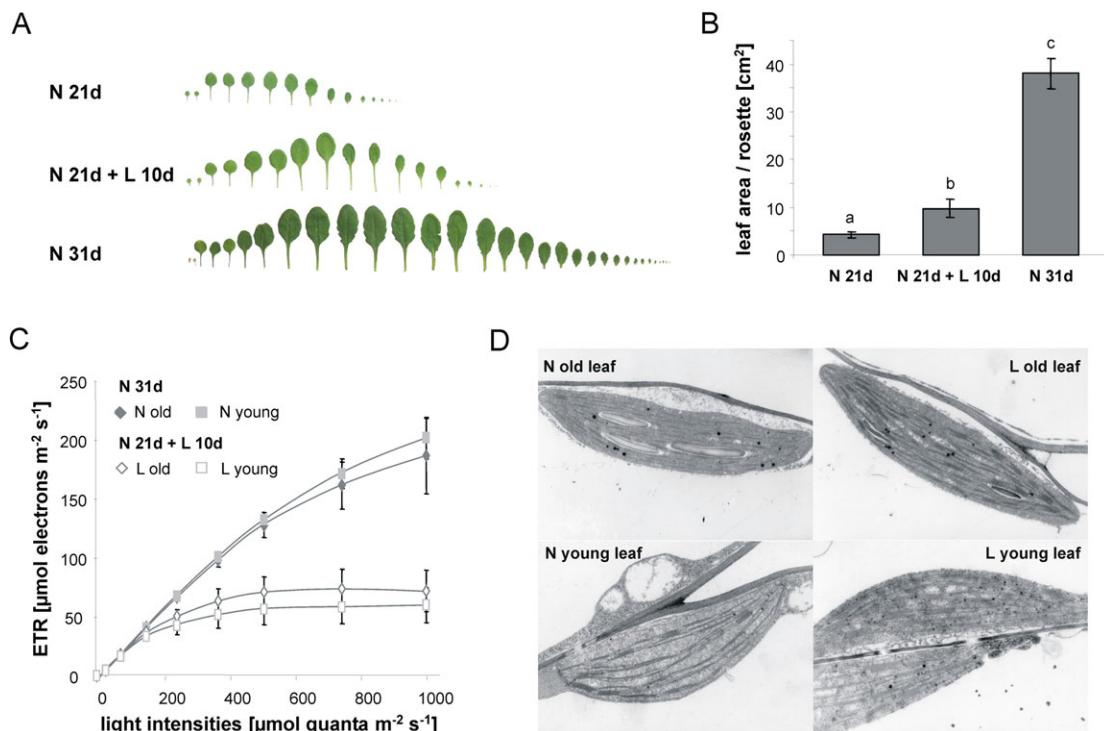 A
N 21d
N 21d + L 10d
N 31d
B
leaf area / rosette [cm²]
40
30
20
10
0
a
b
c
N 21d
N 21d + L 10d
N 31d
C
ETR [µmol electrons m⁻² s⁻¹]
250
200
150
100
50
0
N 31d
N old
N young
N 21d + L 10d
L old
L young
0 200 400 600 800 1000
light intensities [µmol quanta m⁻² s⁻¹]
D
N old leaf
L old leaf
N young leaf
L young leaf